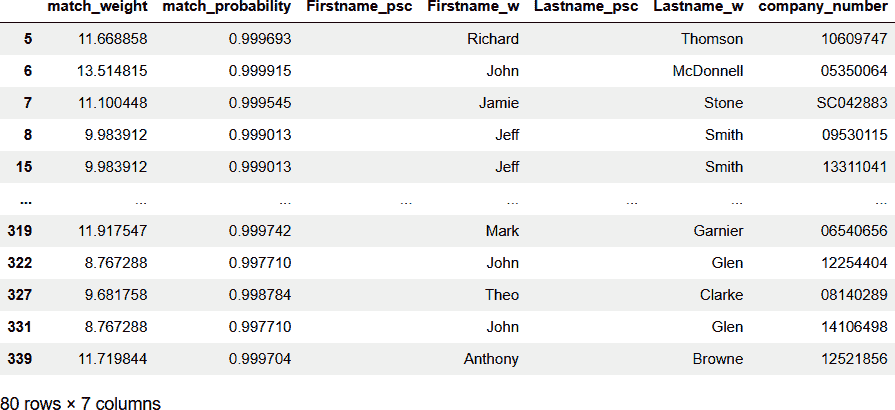 match_weight match_probability Firstname_psc Firstname_w Lastname_psc Lastname_w company_number
5 11.668858 0.999693 Richard Thomson 10609747
6 13.514815 0.999915 John McDonnell 05350064
7 11.100448 0.999545 Jamie Stone SC042883
8 9.983912 0.999013 Jeff Smith 09530115
15 9.983912 0.999013 Jeff Smith 13311041
... ... ... ... ... ... ... ...
319 11.917547 0.999742 Mark Garnier 06540656
322 8.767288 0.997710 John Glen 12254404
327 9.681758 0.998784 Theo Clarke 08140289
331 8.767288 0.997710 John Glen 14106498
339 11.719844 0.999704 Anthony Browne 12521856
80 rows × 7 columns